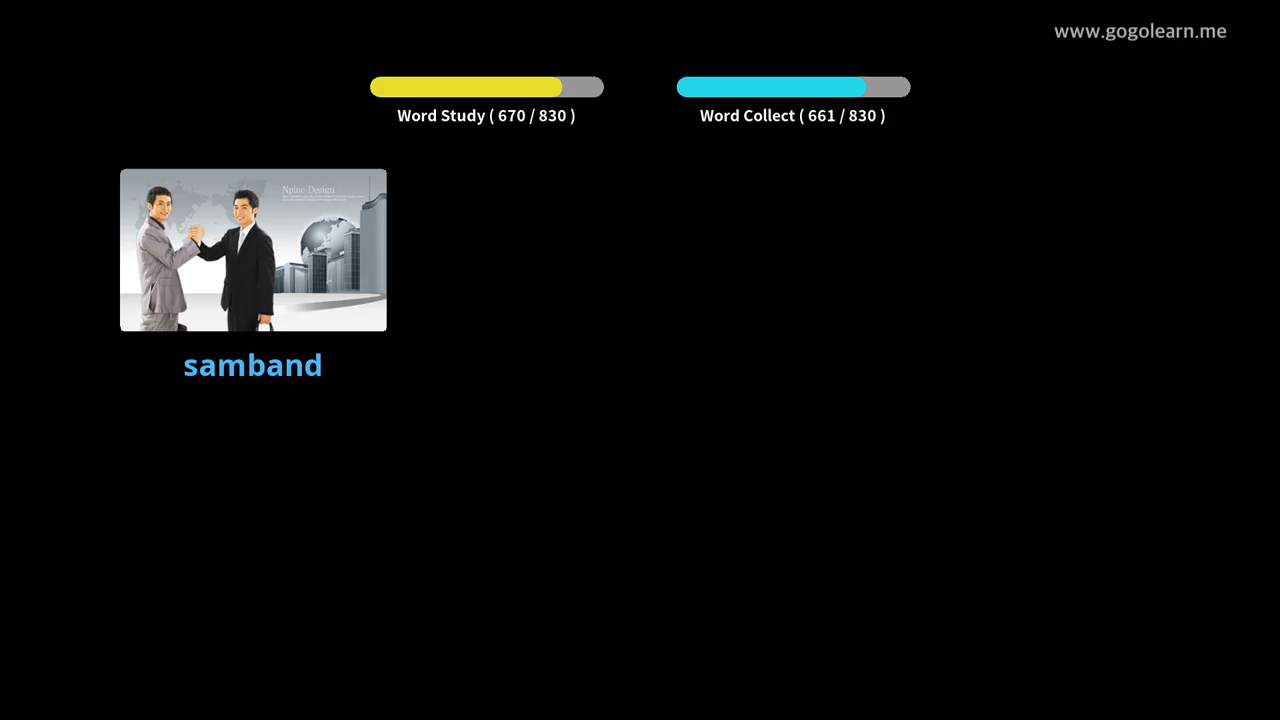 www.gogolearn.me
Word Study ( 670 / 830 )
Word Collect ( 661 / 830 )
Npine Design
samband